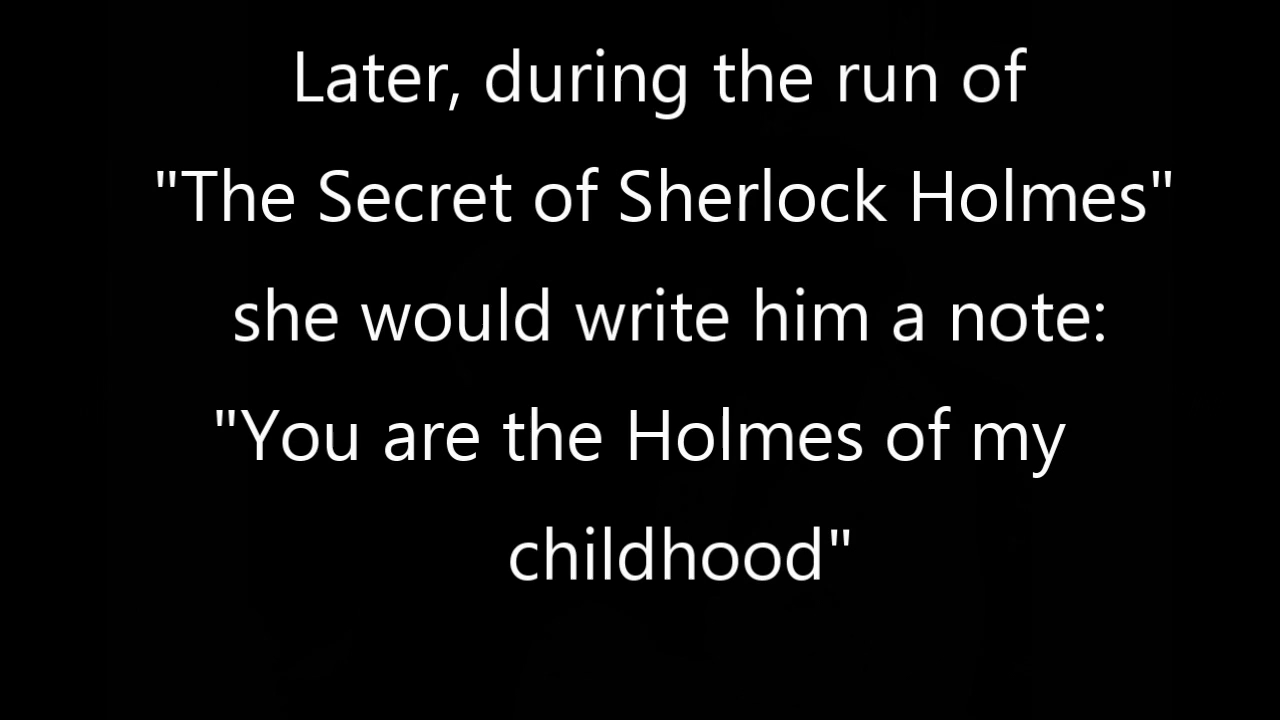 Later, during the run of
"The Secret of Sherlock Holmes"
she would write him a note:
"You are the Holmes of my
childhood"